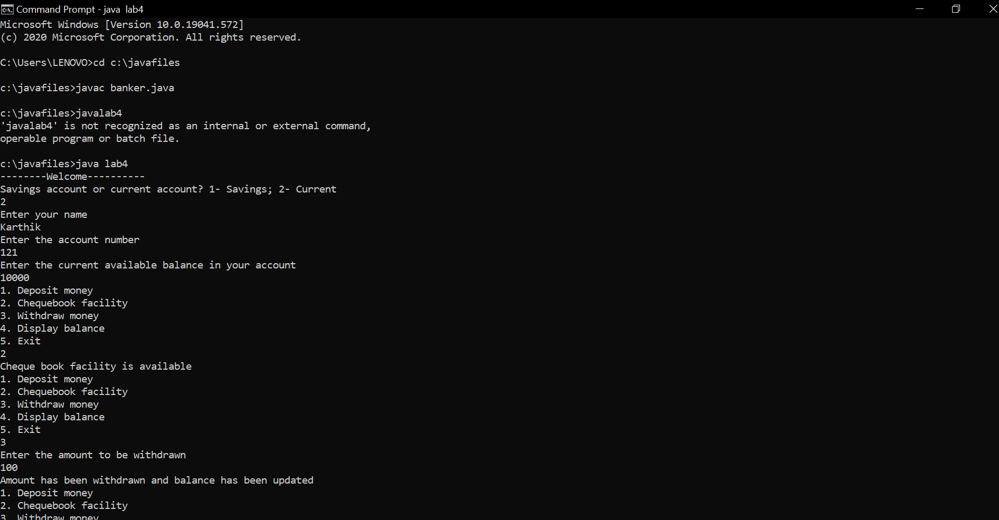 Command Prompt - java  lab4
Microsoft Windows [Version 10.0.19041.572]
(c) 2020 Microsoft Corporation. All rights reserved.
C:\Users\LENOVO>cd c:\javafiles
c:\javafiles>javac banker.java
c:\javafiles>javalab4
'javalab4' is not recognized as an internal or external command,
operable program or batch file.
c:\javafiles>java lab4
--------Welcome----------
Savings account or current account? 1- Savings; 2- Current
2
Enter your name
Karthik
Enter the account number
121
Enter the current available balance in your account
10000
1. Deposit money
2. Chequebook facility
3. Withdraw money
4. Display balance
5. Exit
2
Cheque book facility is available
1. Deposit money
2. Chequebook facility
3. Withdraw money
4. Display balance
5. Exit
3
Enter the amount to be withdrawn
100
Amount has been withdrawn and balance has been updated
1. Deposit money
2. Chequebook facility
3. Withdraw money